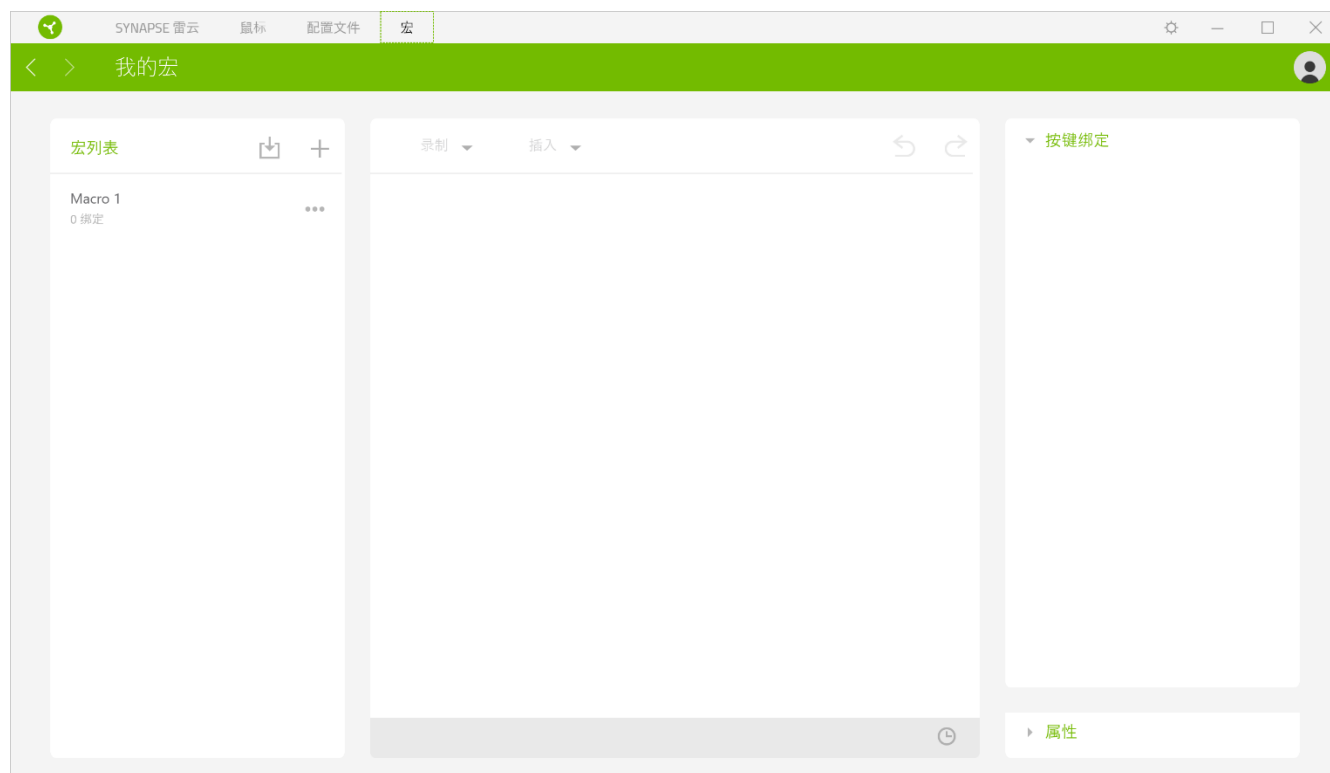 SYNAPSE 雷云 鼠标 配置文件 宏
我的宏
宏列表
录制 插入
按键绑定
Macro 1
0 绑定
属性